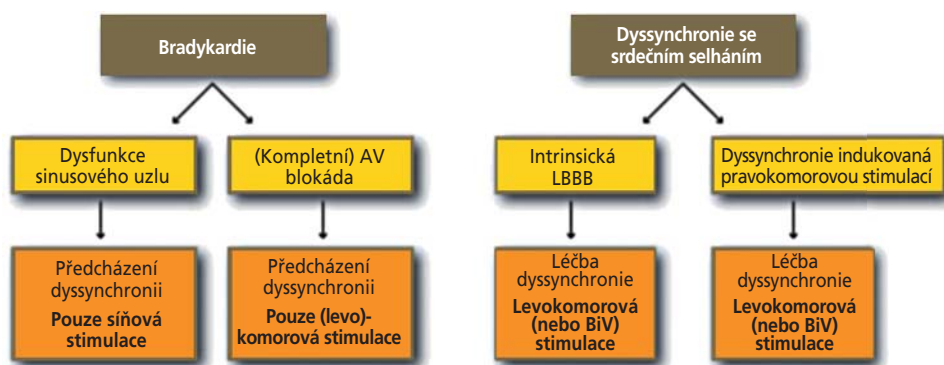 Bradykardie
Dyssynchronie se
srdečním selháním
Dysfunkce
sinusového uzlu
(Kompletní) AV
blokáda
Intrinsická
LBBB
Dyssynchronie indukovaná
pravokomorovou stimulací
Předcházení
dyssynchronii
Pouze síňová
stimulace
Předcházení
dyssynchronii
Pouze (levo)-
komorová stimulace
Léčba
dyssynchronie
Levokomorová
(nebo BiV)
stimulace
Léčba
dyssynchronie
Levokomorová
(nebo BiV)
stimulace